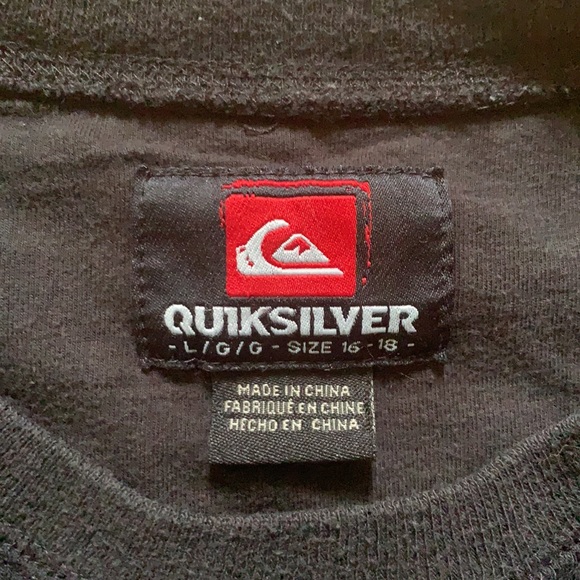 QUIKSILVER
- L/G/G - SIZE 16 - 18 -
MADE IN CHINA
FABRIQUÉ EN CHINE
HECHO EN CHINA